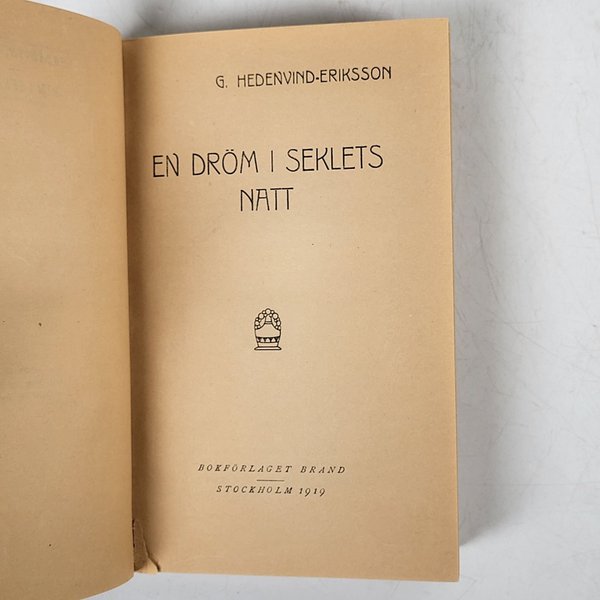 G. HEDENVIND-ERIKSSON
EN DRÖM I SEKLETS
NATT
BOKFÖRLAGET BRAND
STOCKHOLM 1919